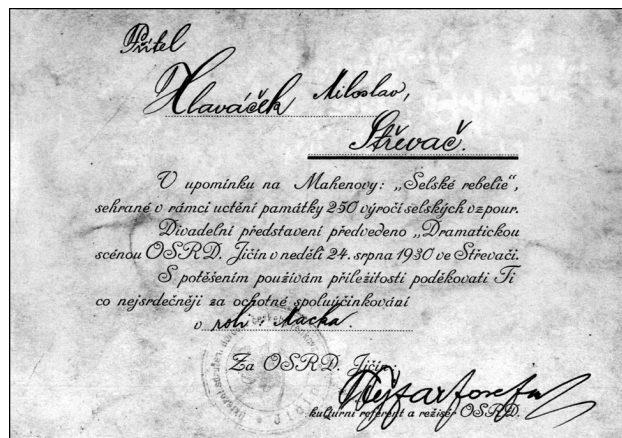 Přítel
Hlaváček Miloslav,
Střevač.
V upomínku na Mahenovy: „Selské rebelie“,
sehrané v rámci uctění památky 250 výročí selských vzpour.
Divadelní představení předvedeno „Dramatickou
scénou OSRD. Jičín v neděli 24. srpna 1930 ve Střevači.
S potěšením používám příležitosti poděkovati Ti
co nejsrdečněji za ochotné spoluúčinkování
v roli: Macka.
Za OSRD. Jičín:
Josef
kulturní referent a režisér OSRD.